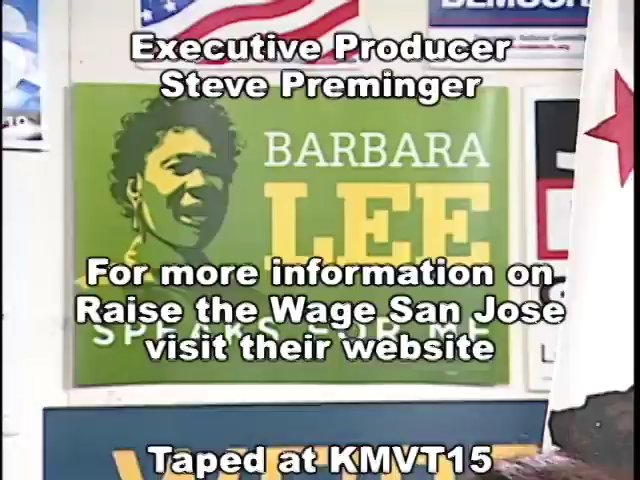 Executive Producer
Steve Preminger
BARBARA
LEE
For more information on
Raise the Wage San Jose
SPEAKS FOR ME
visit their website
Taped at KMVT15